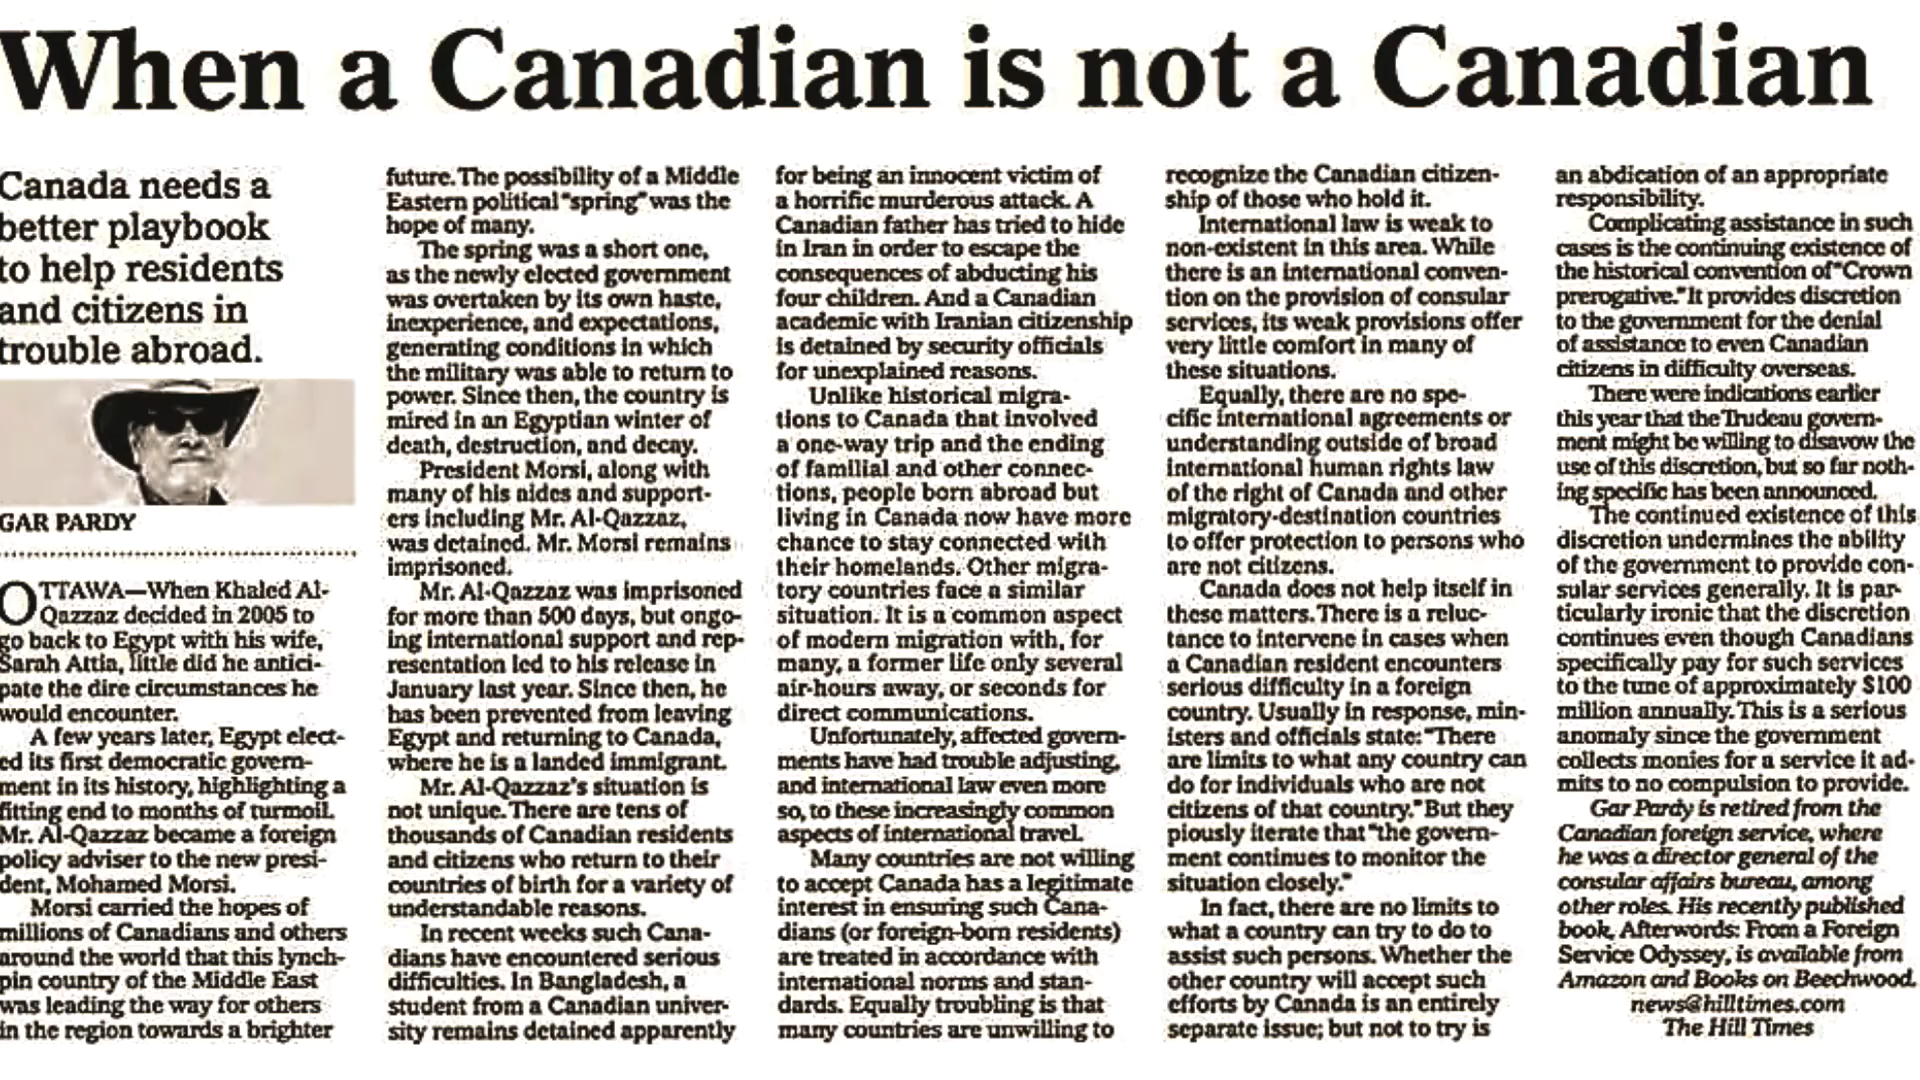 When a Canadian is not a Canadian
Canada needs a
better playbook
to help residents
and citizens in
trouble abroad.
GAR PARDY
OTTAWA—When Khaled Al-
Qazzaz decided in 2005 to
go back to Egypt with his wife,
Sarah Attia, little did he antici-
pate the dire circumstances he
would encounter.
A few years later, Egypt elect-
ed its first democratic govern-
ment in its history, highlighting a
fitting end to months of turmoil.
Mr. Al-Qazzaz became a foreign
policy adviser to the new presi-
dent, Mohamed Morsi.
Morsi carried the hopes of
millions of Canadians and others
around the world that this lynch-
pin country of the Middle East
was leading the way for others
in the region towards a brighter
future. The possibility of a Middle
Eastern political "spring" was the
hope of many.
The spring was a short one,
as the newly elected government
was overtaken by its own haste,
inexperience, and expectations,
generating conditions in which
the military was able to return to
power. Since then, the country is
mired in an Egyptian winter of
death, destruction, and decay.
President Morsi, along with
many of his aides and support-
ers including Mr. Al-Qazzaz,
was detained. Mr. Morsi remains
imprisoned.
Mr. Al-Qazzaz was imprisoned
for more than 500 days, but ongo-
ing international support and rep-
resentation led to his release in
January last year. Since then, he
has been prevented from leaving
Egypt and returning to Canada,
where he is a landed immigrant.
Mr. Al-Qazzaz's situation is
not unique. There are tens of
thousands of Canadian residents
and citizens who return to their
countries of birth for a variety of
understandable reasons.
In recent weeks such Cana-
dians have encountered serious
difficulties. In Bangladesh, a
student from a Canadian univer-
sity remains detained apparently
for being an innocent victim of
a horrific murderous attack. A
Canadian father has tried to hide
in Iran in order to escape the
consequences of abducting his
four children. And a Canadian
academic with Iranian citizenship
is detained by security officials
for unexplained reasons.
Unlike historical migra-
tions to Canada that involved
a one-way trip and the ending
of familial and other connec-
tions, people born abroad but
living in Canada now have more
chance to stay connected with
their homelands. Other migra-
tory countries face a similar
situation. It is a common aspect
of modern migration with, for
many, a former life only several
air-hours away, or seconds for
direct communications.
Unfortunately, affected govern-
ments have had trouble adjusting,
and international law even more
so, to these increasingly common
aspects of international travel.
Many countries are not willing
to accept Canada has a legitimate
interest in ensuring such Cana-
dians (or foreign-born residents)
are treated in accordance with
international norms and stan-
dards. Equally troubling is that
many countries are unwilling to
recognize the Canadian citizen-
ship of those who hold it.
International law is weak to
non-existent in this area. While
there is an international conven-
tion on the provision of consular
services, its weak provisions offer
very little comfort in many of
these situations.
Equally, there are no spe-
cific international agreements or
understanding outside of broad
international human rights law
of the right of Canada and other
migratory-destination countries
to offer protection to persons who
are not citizens.
Canada does not help itself in
these matters. There is a reluc-
tance to intervene in cases when
a Canadian resident encounters
serious difficulty in a foreign
country. Usually in response, min-
isters and officials state: "There
are limits to what any country can
do for individuals who are not
citizens of that country." But they
piously iterate that "the govern-
ment continues to monitor the
situation closely."
In fact, there are no limits to
what a country can try to do to
assist such persons. Whether the
other country will accept such
efforts by Canada is an entirely
separate issue; but not to try is
an abdication of an appropriate
responsibility.
Complicating assistance in such
cases is the continuing existence of
the historical convention of "Crown
prerogative." It provides discretion
to the government for the denial
of assistance to even Canadian
citizens in difficulty overseas.
There were indications earlier
this year that the Trudeau govern-
ment might be willing to disavow the
use of this discretion, but so far noth-
ing specific has been announced.
The continued existence of this
discretion undermines the ability
of the government to provide con-
sular services generally. It is par-
ticularly ironic that the discretion
continues even though Canadians
specifically pay for such services
to the tune of approximately $100
million annually. This is a serious
anomaly since the government
collects monies for a service it ad-
mits to no compulsion to provide.
Gar Pardy is retired from the
Canadian foreign service, where
he was a director general of the
consular affairs bureau, among
other roles. His recently published
book, Afterwords: From a Foreign
Service Odyssey, is available from
Amazon and Books on Beechwood.
news@hilltimes.com
The Hill Times